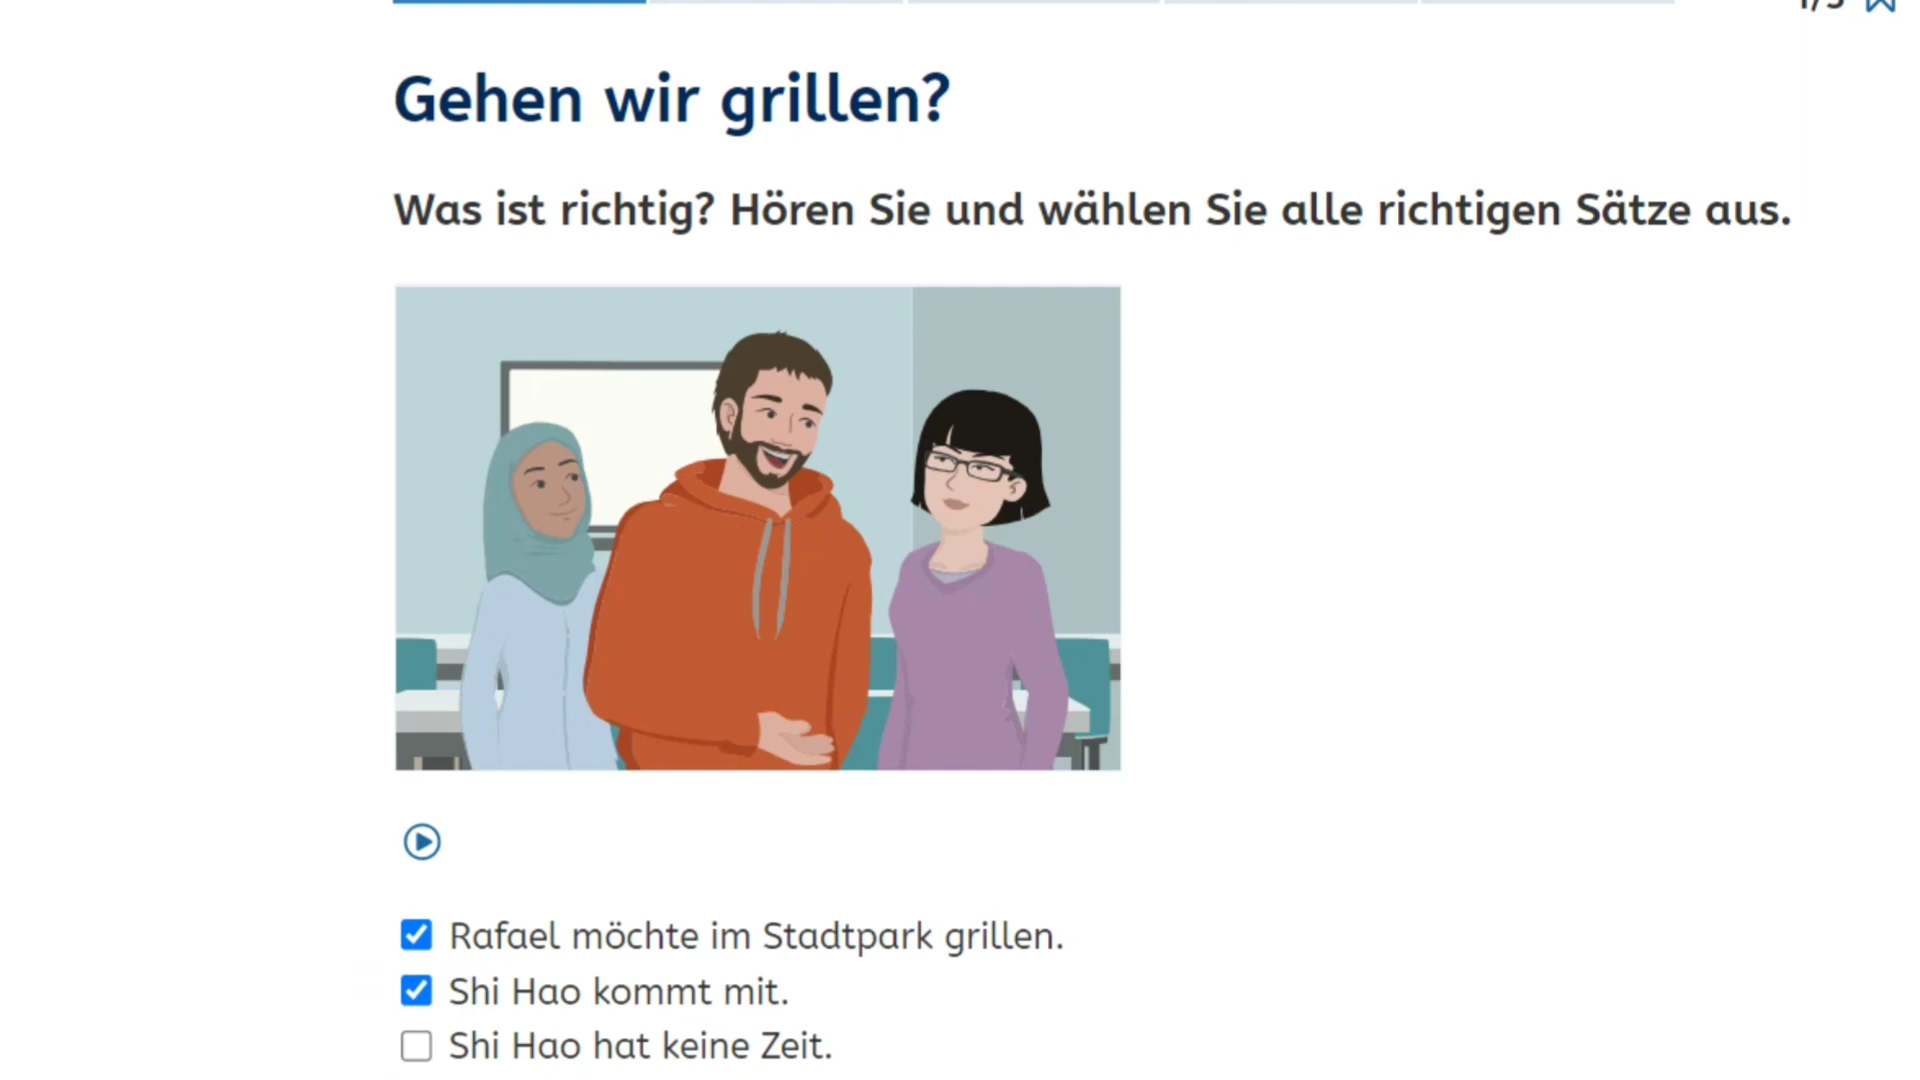 Gehen wir grillen?
Was ist richtig? Hören Sie und wählen Sie alle richtigen Sätze aus.
Rafael möchte im Stadtpark grillen.
Shi Hao kommt mit.
Shi Hao hat keine Zeit.